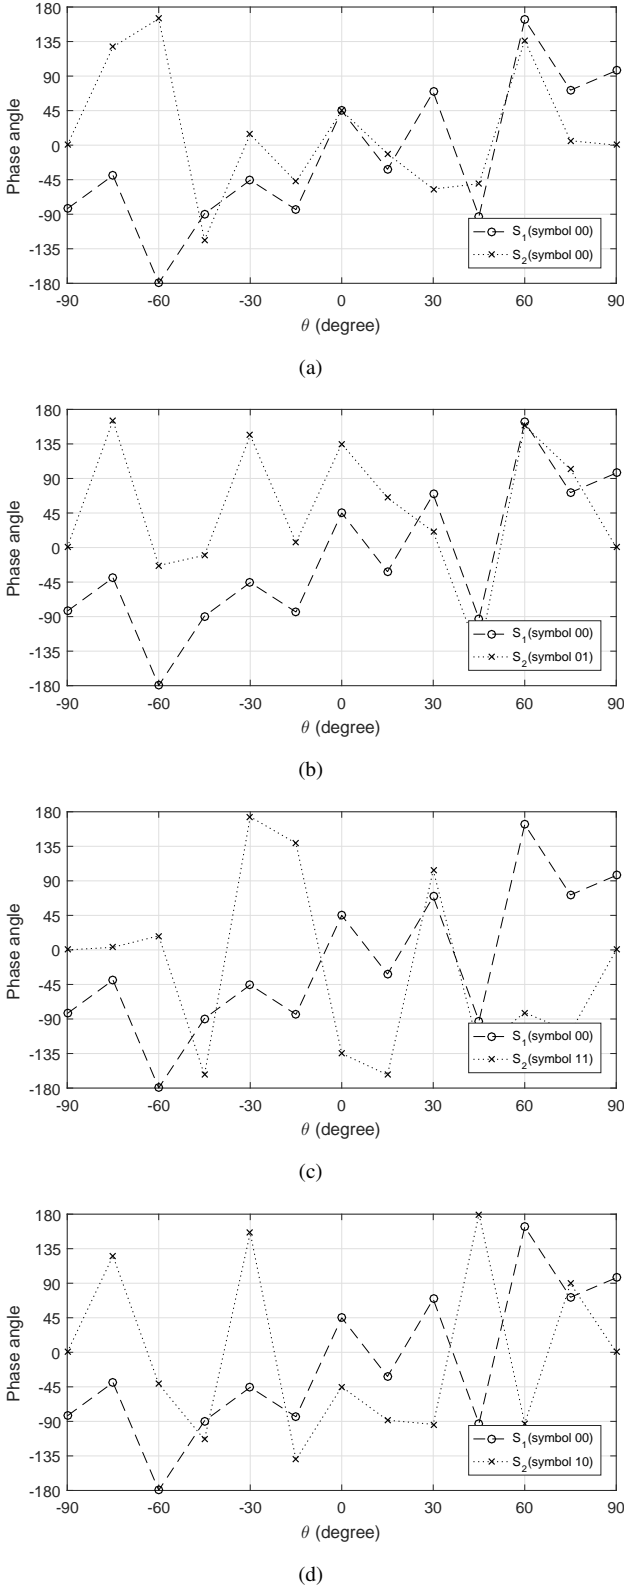 180
135
90
45
0
-45
-90
-135
-180
Phase angle
S1(symbol 00)
S2(symbol 00)
-90 -60 -30 0 30 60 90
θ (degree)
(a)
180
135
90
45
0
-45
-90
-135
-180
Phase angle
S1(symbol 00)
S2(symbol 01)
-90 -60 -30 0 30 60 90
θ (degree)
(b)
180
135
90
45
0
-45
-90
-135
-180
Phase angle
S1(symbol 00)
S2(symbol 11)
-90 -60 -30 0 30 60 90
θ (degree)
(c)
180
135
90
45
0
-45
-90
-135
-180
Phase angle
S1(symbol 00)
S2(symbol 10)
-90 -60 -30 0 30 60 90
θ (degree)
(d)